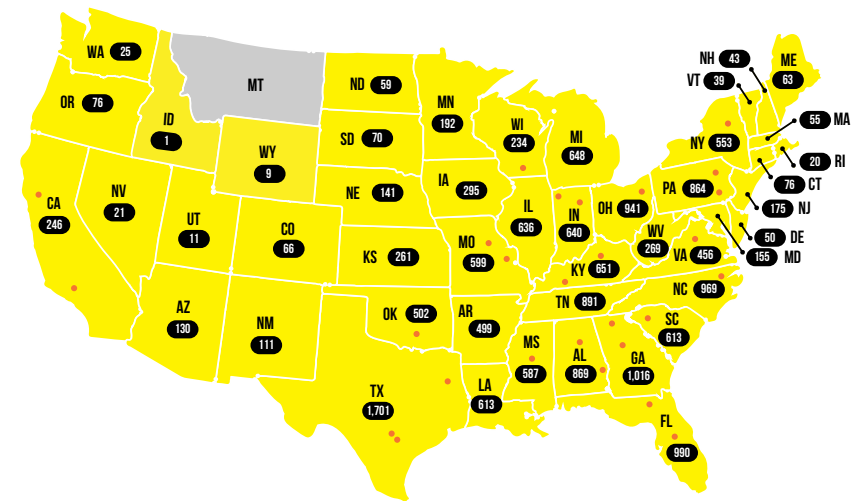 WA 25
MT
ND 59
NH 43
ME
63
VT 39
OR 76
ID
1
MN
192
55 MA
WI
234
SD 70
MI
648
NY 553
WY
9
20 RI
NE 141
IA 295
PA 864
76 CT
CA
246
NV
21
IL
636
IN
640
OH 941
175 NJ
UT
11
CO
66
WV
269
50 DE
MO
599
VA 456
155 MD
KS 261
KY 651
NC 969
TN 891
AZ
130
NM
111
OK 502
AR
499
SC
613
MS
587
AL
869
GA
1,016
TX
1,701
LA
613
FL
990